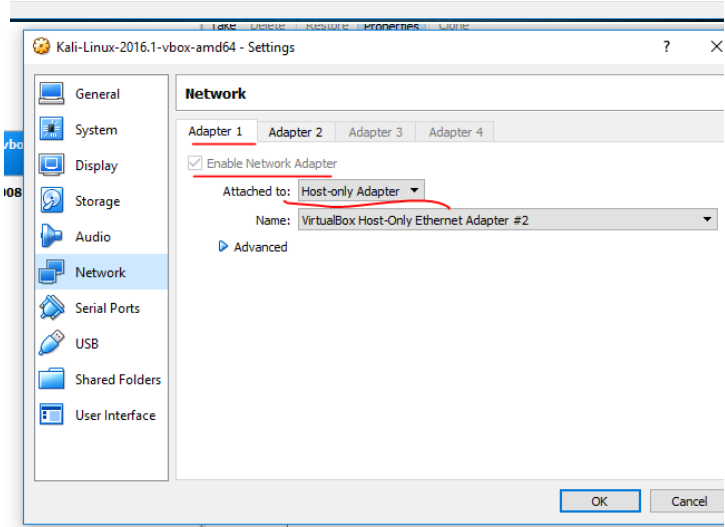 Take Delete Restore Properties Clone
Kali-Linux-2016.1-vbox-amd64 - Settings ? X
General
System
Display
Storage
Audio
Network
Serial Ports
USB
Shared Folders
User Interface
Network
Adapter 1 Adapter 2 Adapter 3 Adapter 4
Enable Network Adapter
Attached to: Host-only Adapter
Name: VirtualBox Host-Only Ethernet Adapter #2
Advanced
OK Cancel